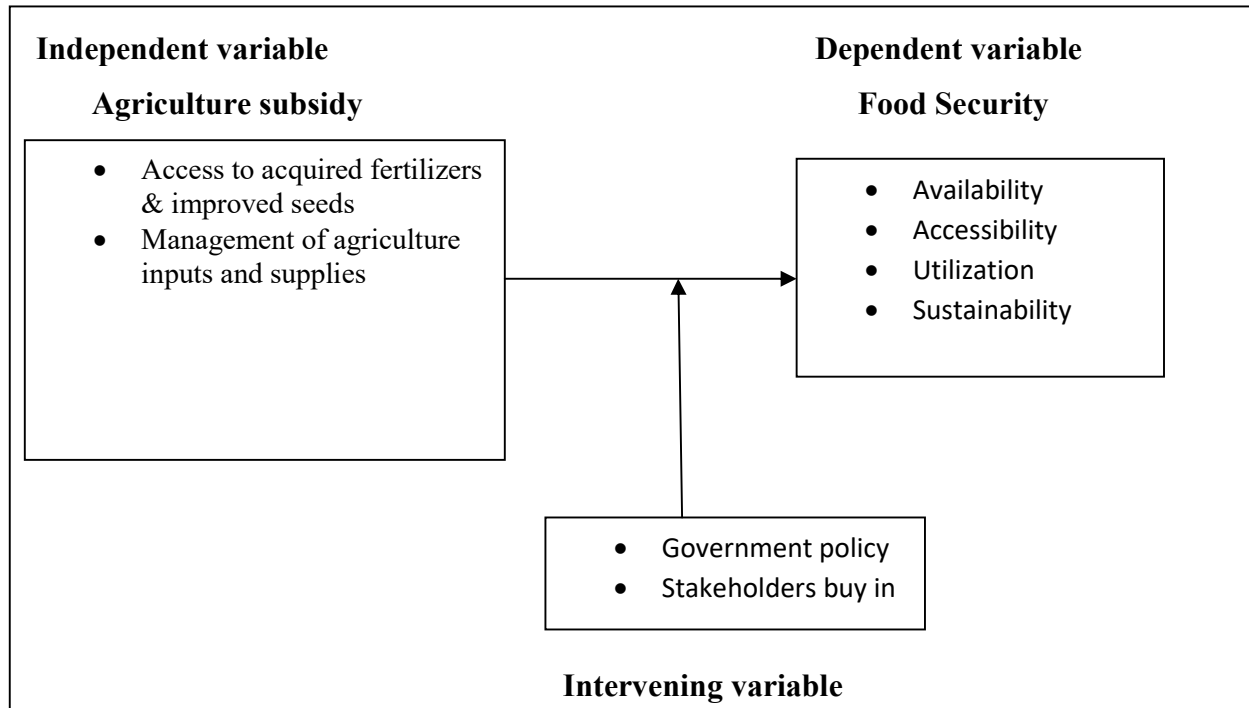 Independent variable
Agriculture subsidy
• Access to acquired fertilizers
& improved seeds
• Management of agriculture
inputs and supplies
Dependent variable
Food Security
• Availability
• Accessibility
• Utilization
• Sustainability
• Government policy
• Stakeholders buy in
Intervening variable